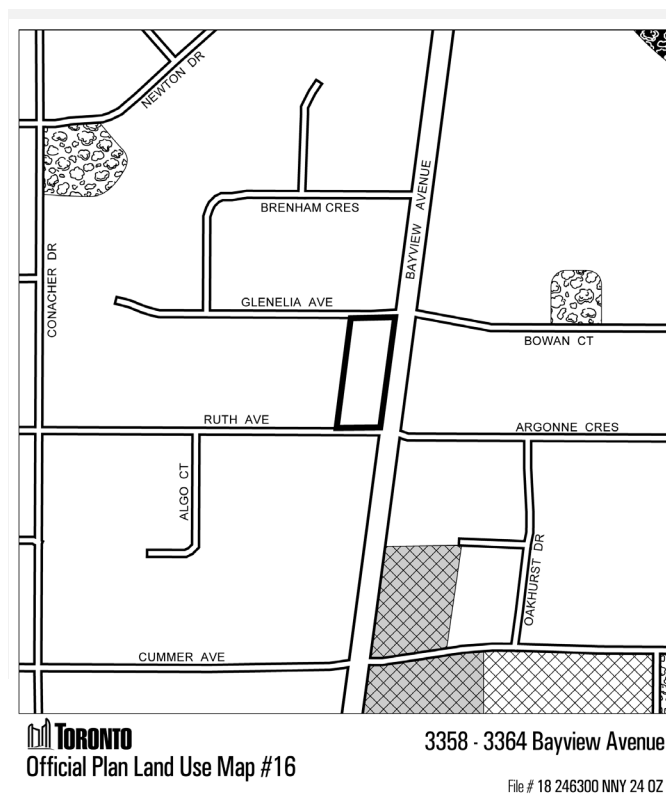 NEWTON DR
BAYVIEW AVENUE
BRENHAM CRES
CONACHER DR
GLENELIA AVE
BOWAN CT
RUTH AVE
ARGONNE CRES
ALGO CT
OAKHURST DR
CUMMER AVE
TORONTO
Official Plan Land Use Map #16
3358 - 3364 Bayview Avenue
File # 18 246300 NNY 24 OZ